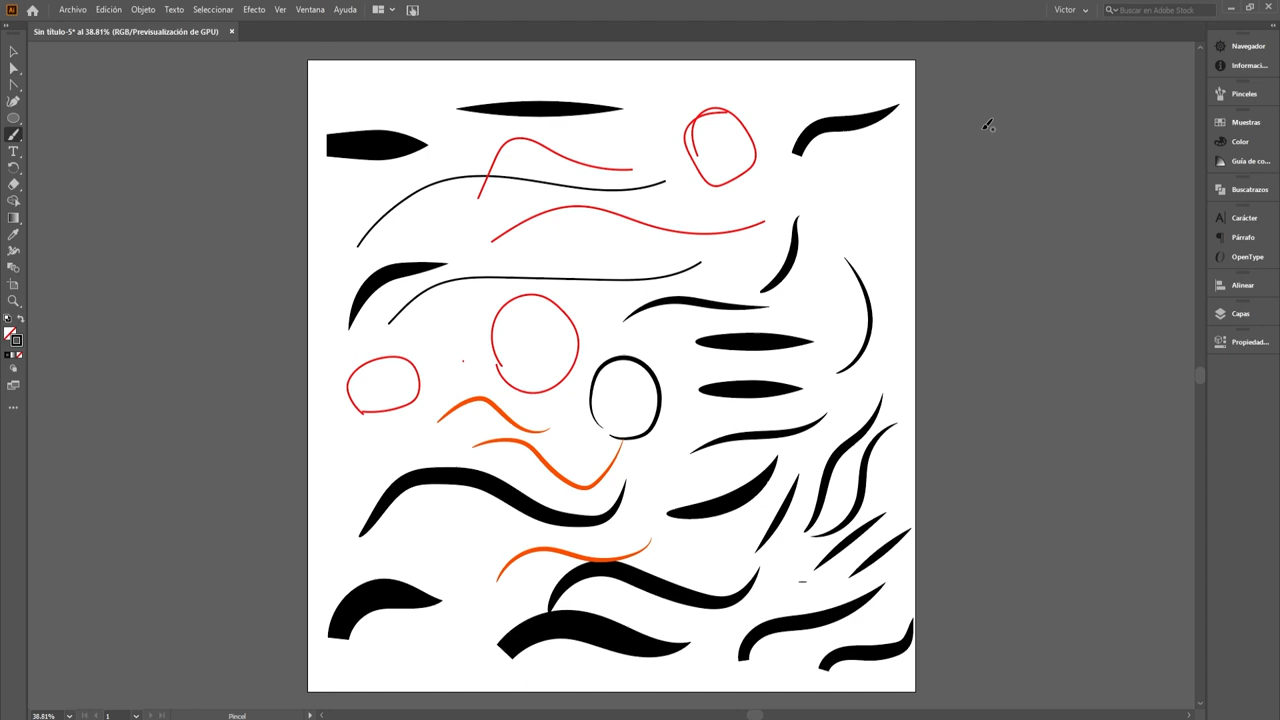 Ai
Archivo Edición Objeto Texto Seleccionar Efecto Ver Ventana Ayuda
Victor
Buscar en Adobe Stock
Sin título-5* al 38.81% (RGB/Previsualización de GPU)
Navegador
Informaci...
Pinceles
Muestras
Color
Guía de co...
Buscatrazos
Carácter
Párrafo
OpenType
Alinear
Capas
Propiedad...
38.81%
1
Pincel